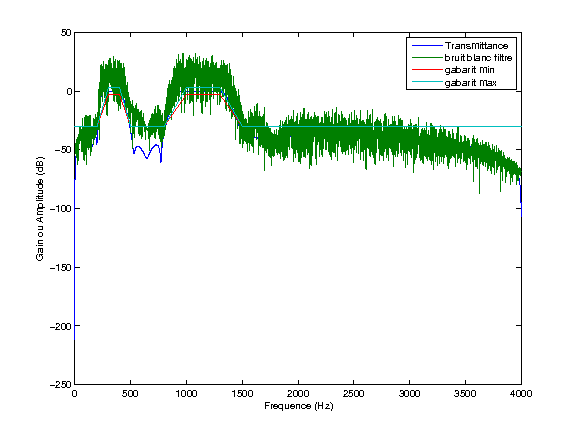 50
0
−50
−100
−150
−200
−250
0 500 1000 1500 2000 2500 3000 3500 4000
Gain ou Amplitude (dB)
Frequence (Hz)
Transmittance
bruit blanc filtre
gabarit min
gabarit max